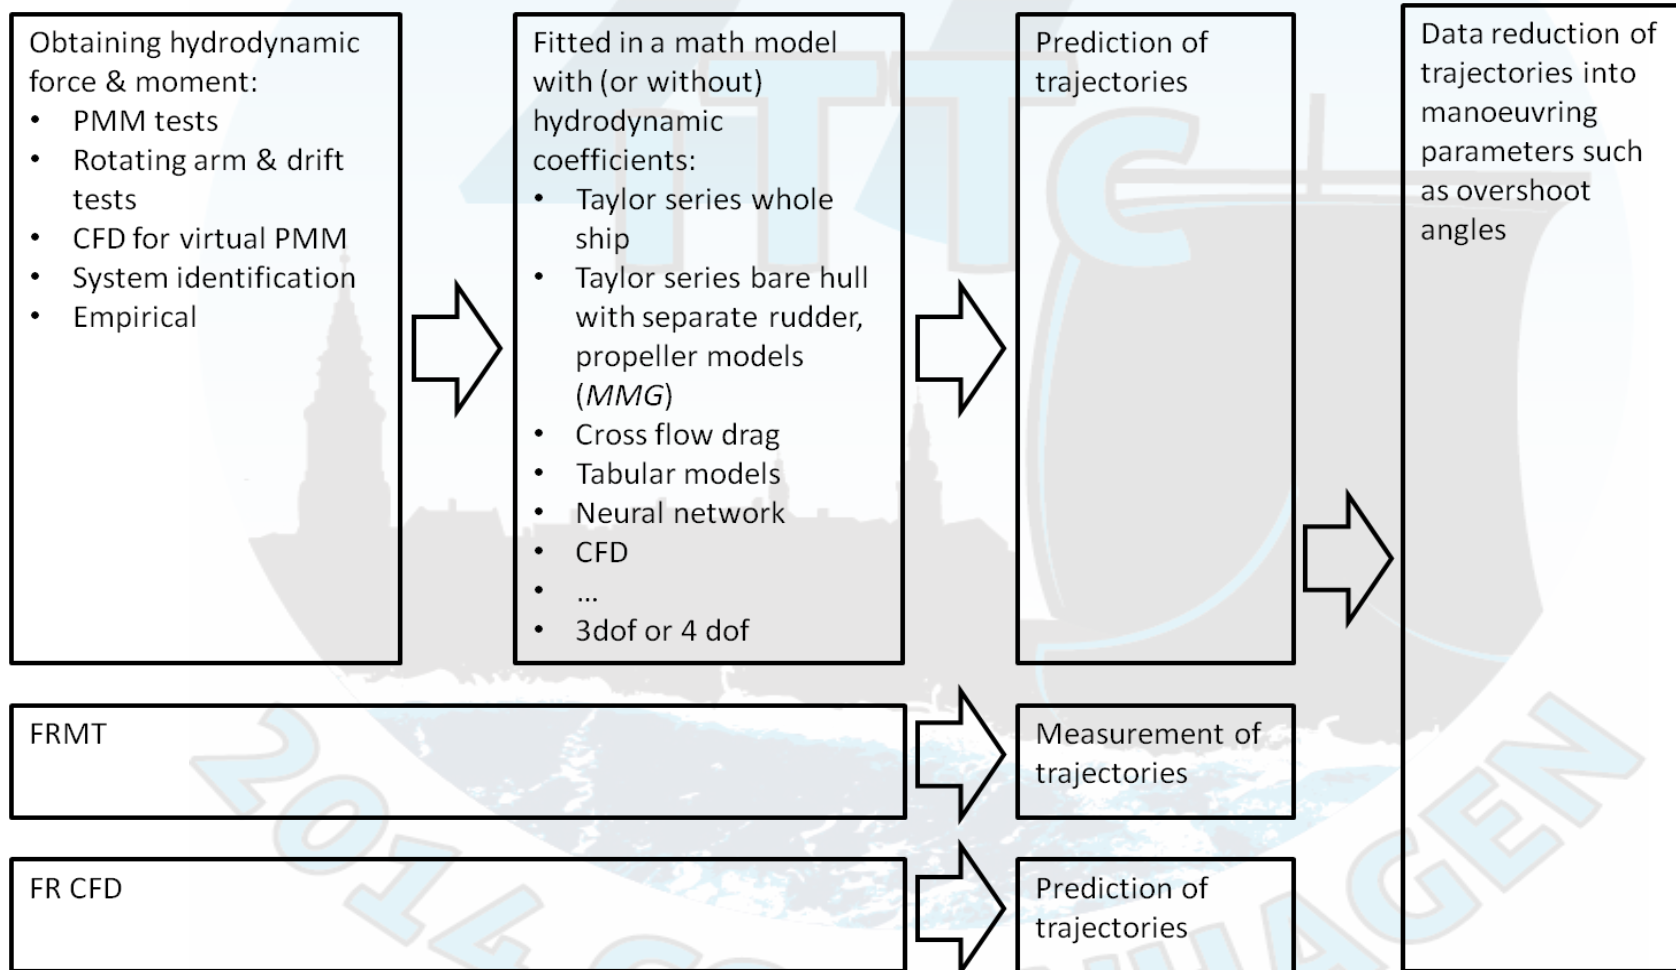 Obtaining hydrodynamic
force & moment:
• PMM tests
• Rotating arm & drift
tests
• CFD for virtual PMM
• System identification
• Empirical
Fitted in a math model
with (or without)
hydrodynamic
coefficients:
• Taylor series whole
ship
• Taylor series bare hull
with separate rudder,
propeller models
(MMG)
• Cross flow drag
• Tabular models
• Neural network
• CFD
• ...
• 3dof or 4 dof
Prediction of
trajectories
Data reduction of
trajectories into
manoeuvring
parameters such
as overshoot
angles
FRMT
Measurement of
trajectories
FR CFD
Prediction of
trajectories
iTTC
2014